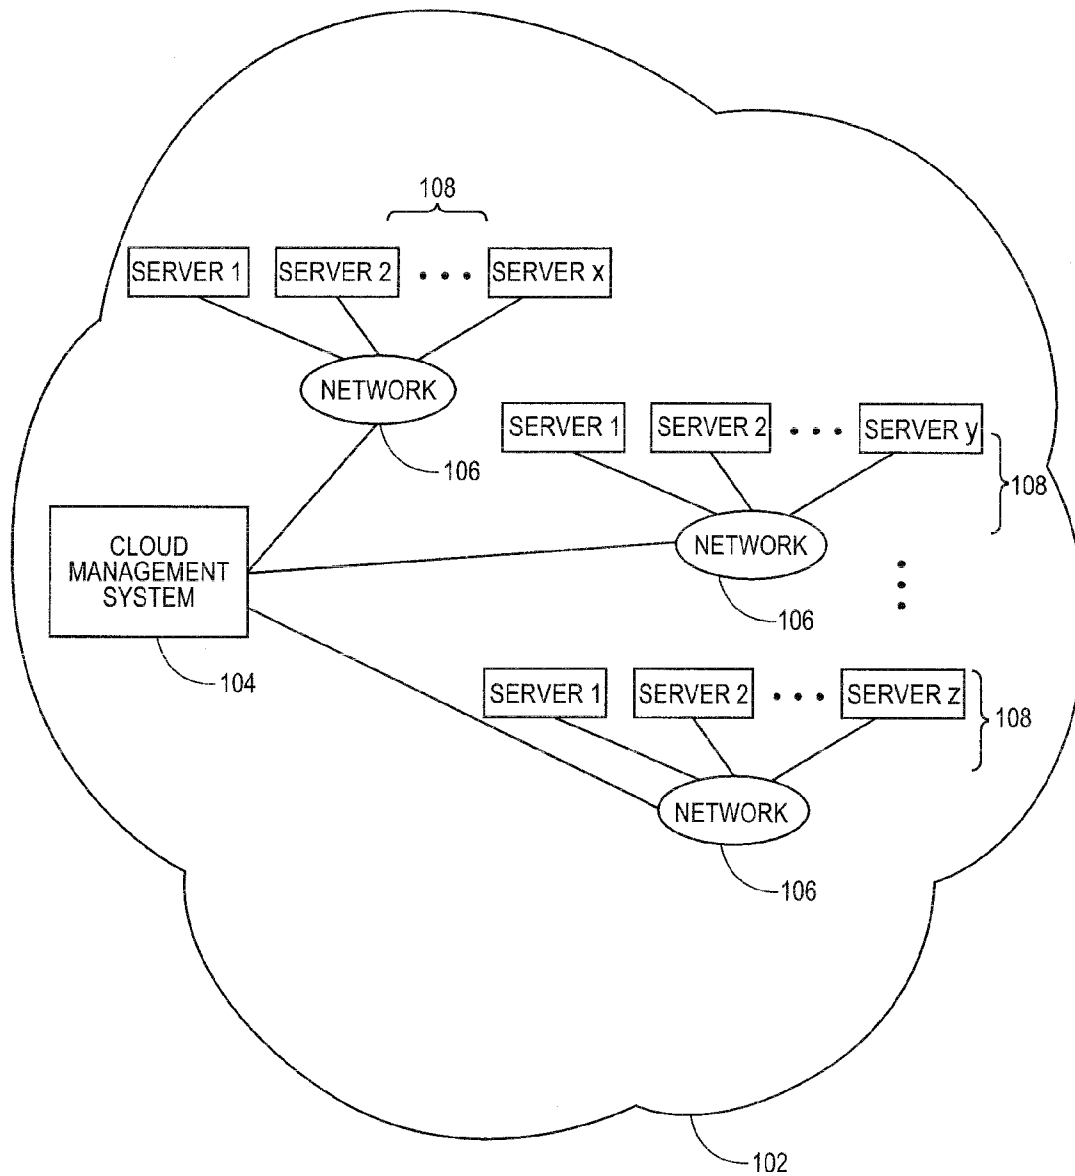 108
SERVER 1
SERVER 2
SERVER x
NETWORK
106
SERVER 1
SERVER 2
SERVER y
108
CLOUD
MANAGEMENT
SYSTEM
NETWORK
106
104
SERVER 1
SERVER 2
SERVER z
108
NETWORK
106
102